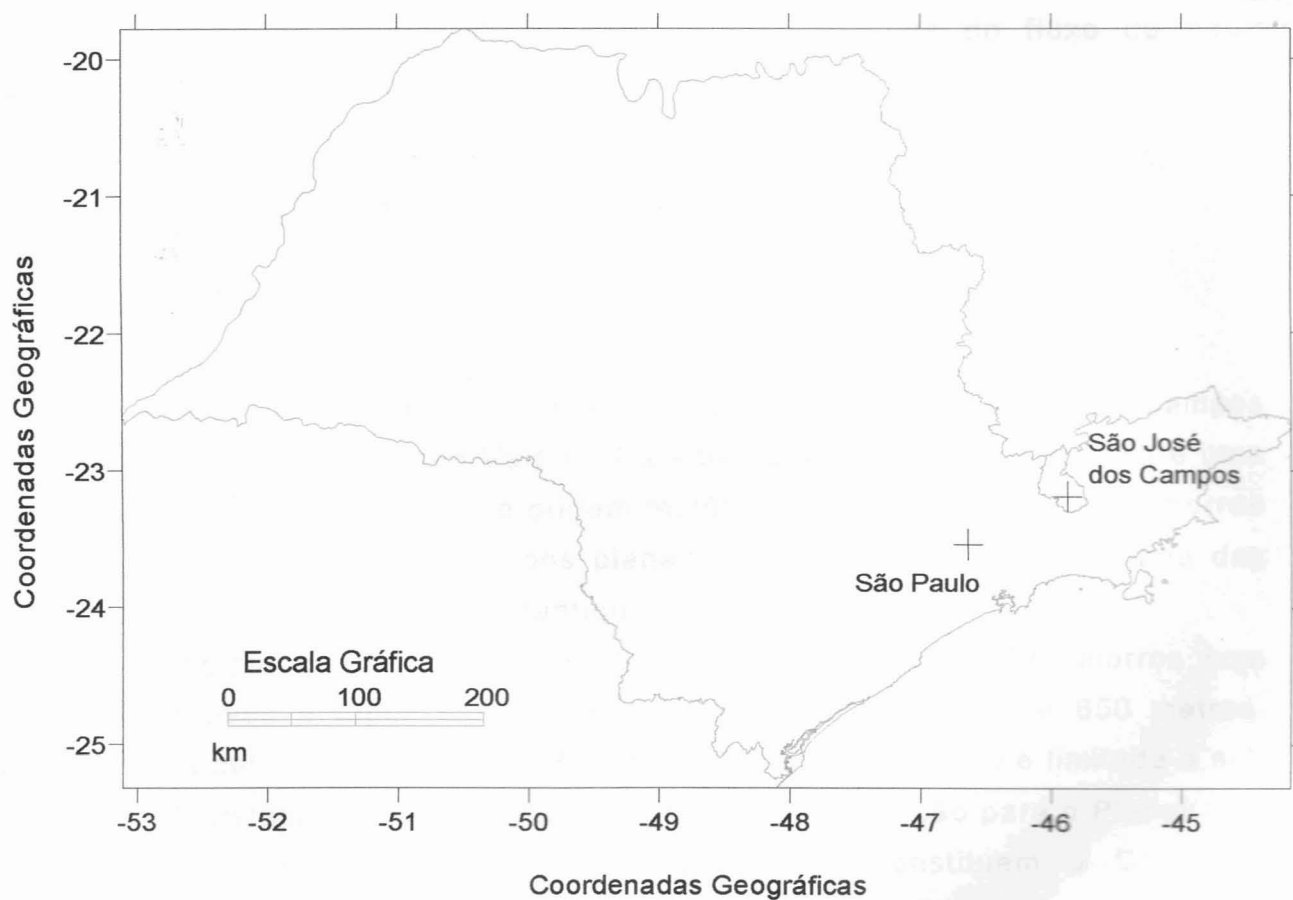 -20
-21
-22
-23
-24
-25
Coordenadas Geográficas
São José
dos Campos
São Paulo
Escala Gráfica
0 100 200
km
-53 -52 -51 -50 -49 -48 -47 -46 -45
Coordenadas Geográficas